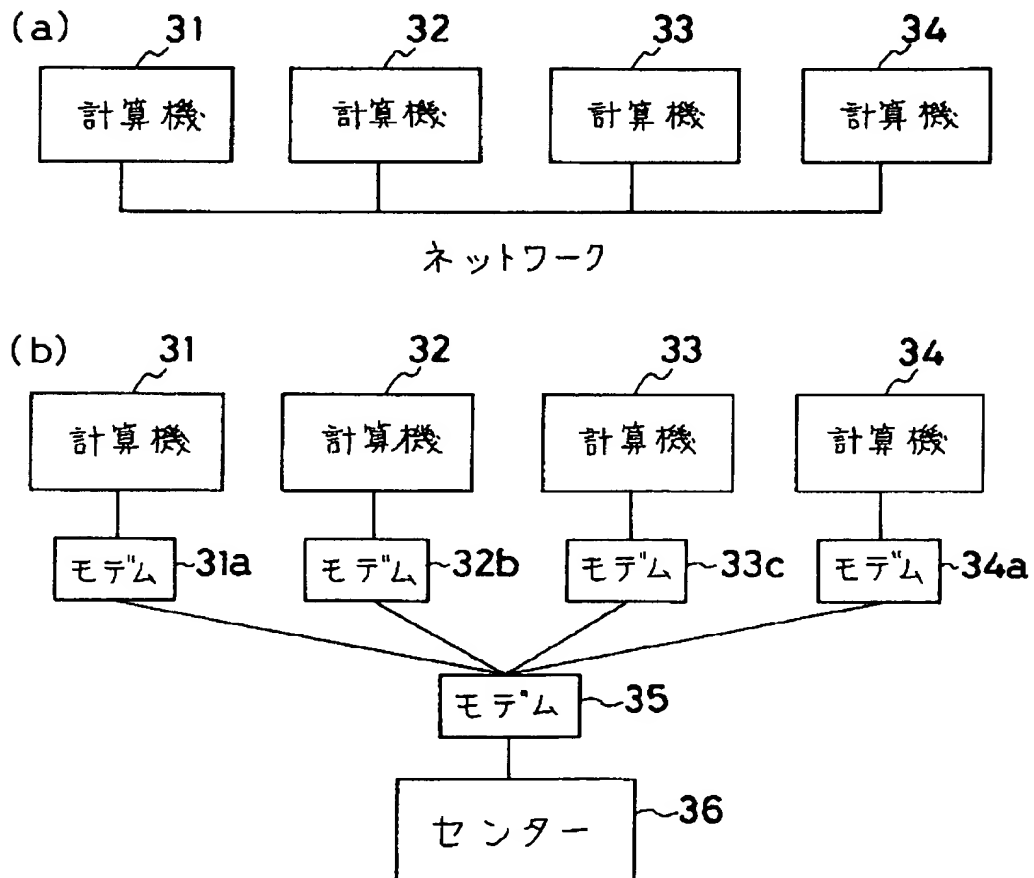 (a) 31 32 33 34
計算機 計算機 計算機 計算機
ネットワーク
(b) 31 32 33 34
計算機 計算機 計算機 計算機
モデム 31a モデム 32b モデム 33c モデム 34a
モデム 35
センター 36